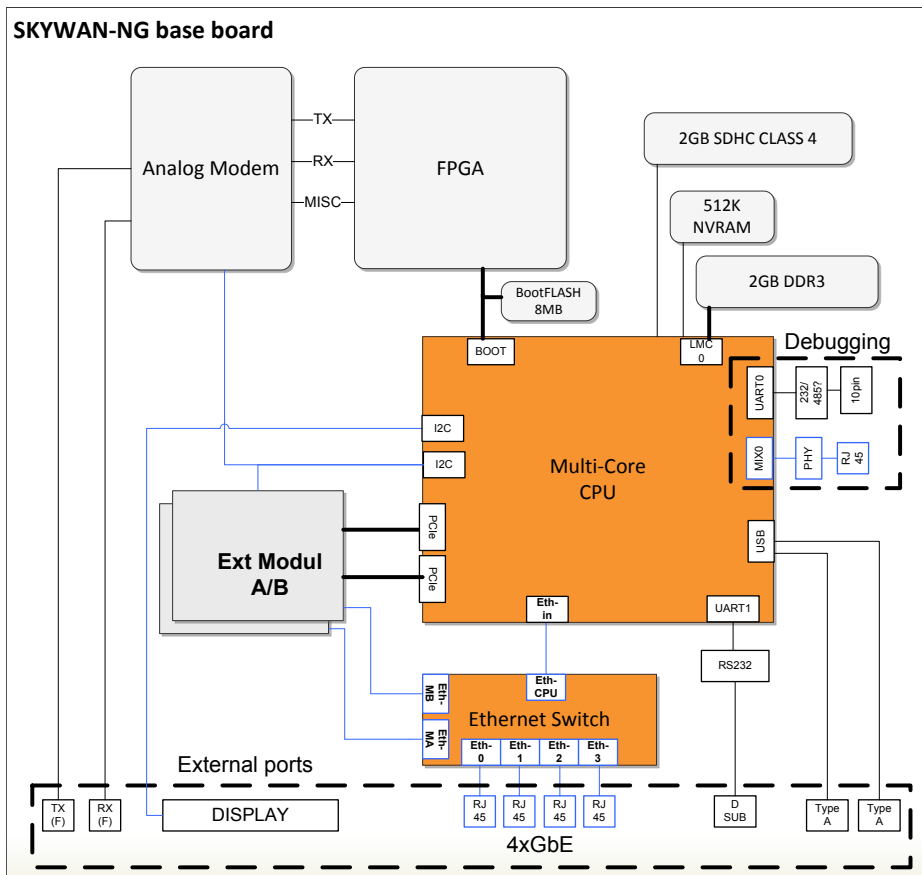 SKYWAN-NG base board
Analog Modem
TX
RX
MISC
FPGA
2GB SDHC CLASS 4
512K
NVRAM
2GB DDR3
BootFLASH
8MB
BOOT
LMC
0
Debugging
UART0
232/
485?
10pin
MIX0
PHY
RJ
45
I2C
I2C
Multi-Core
CPU
PCIe
PCIe
USB
Ext Modul
A/B
Eth-
in
UART1
RS232
Eth-
MB
Eth-
MA
Eth-
CPU
Ethernet Switch
Eth-
0
Eth-
1
Eth-
2
Eth-
3
External ports
TX
(F)
RX
(F)
DISPLAY
RJ
45
RJ
45
RJ
45
RJ
45
4xGbE
D
SUB
Type
A
Type
A